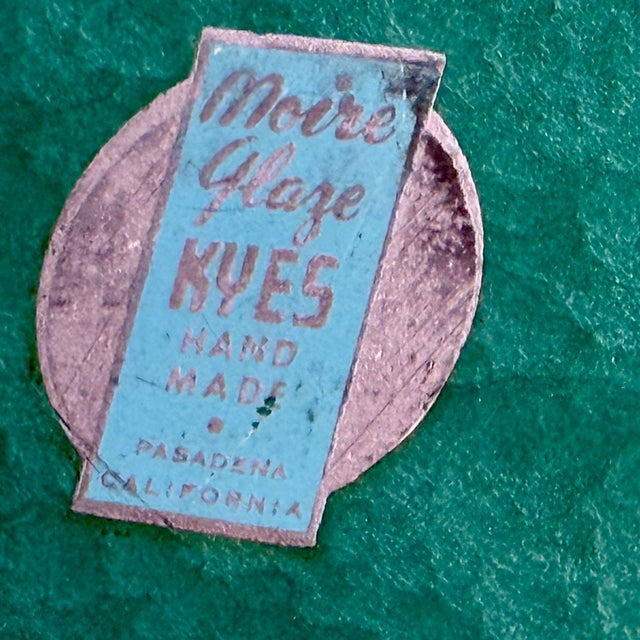 Moire
Glaze
KYES
HAND
MADE
PASADENA
CALIFORNIA